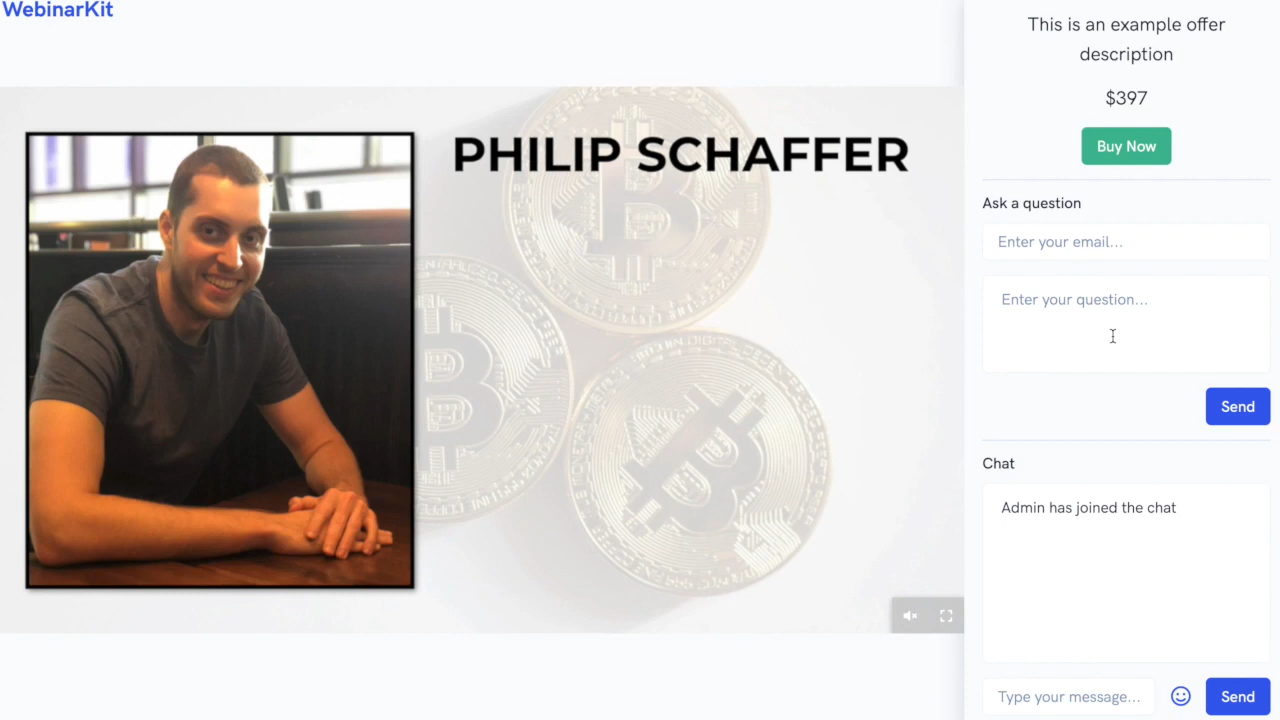 WebinarKit
PHILIP SCHAFFER
This is an example offer
description
$397
Buy Now
Ask a question
Enter your email...
Enter your question...
Send
Chat
Admin has joined the chat
Type your message...
Send